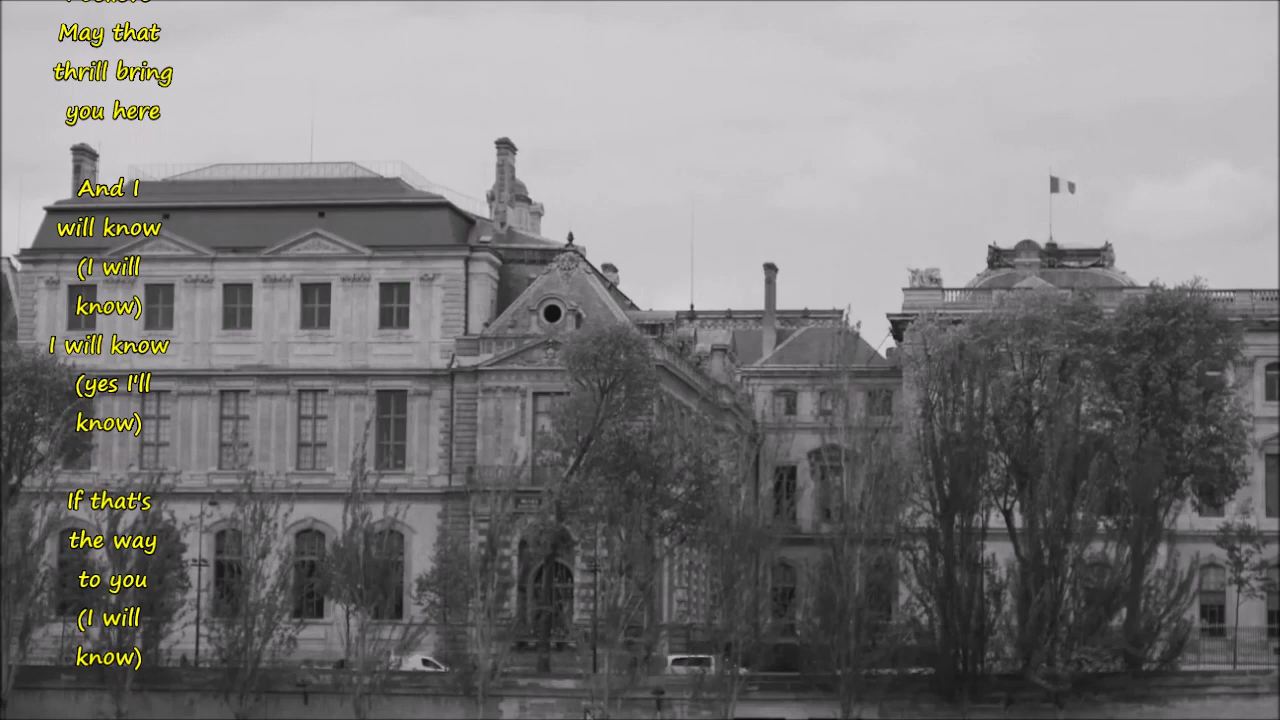 May that
thrill bring
you here
And I
will know
(I will
know)
I will know
(yes I'll
know)
If that's
the way
to you
(I will
know)